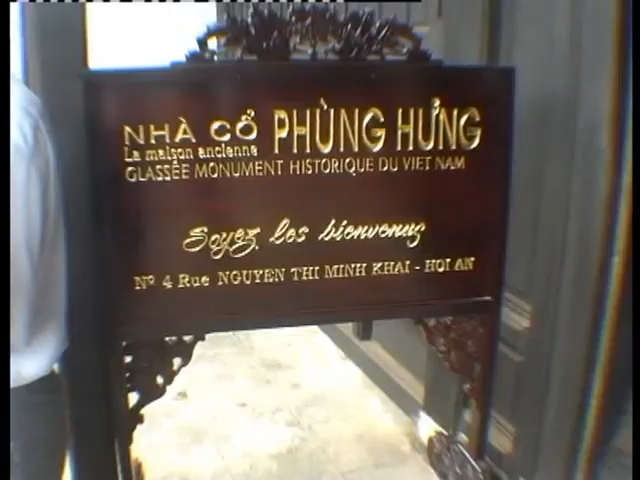 NHÀ CỔ PHÙNG HƯNG
La maison ancienne
GLASSÉE MONUMENT HISTORIQUE DU VIET NAM
Soyez les bienvenus
Nº 4 Rue NGUYEN THI MINH KHAI - HOI AN